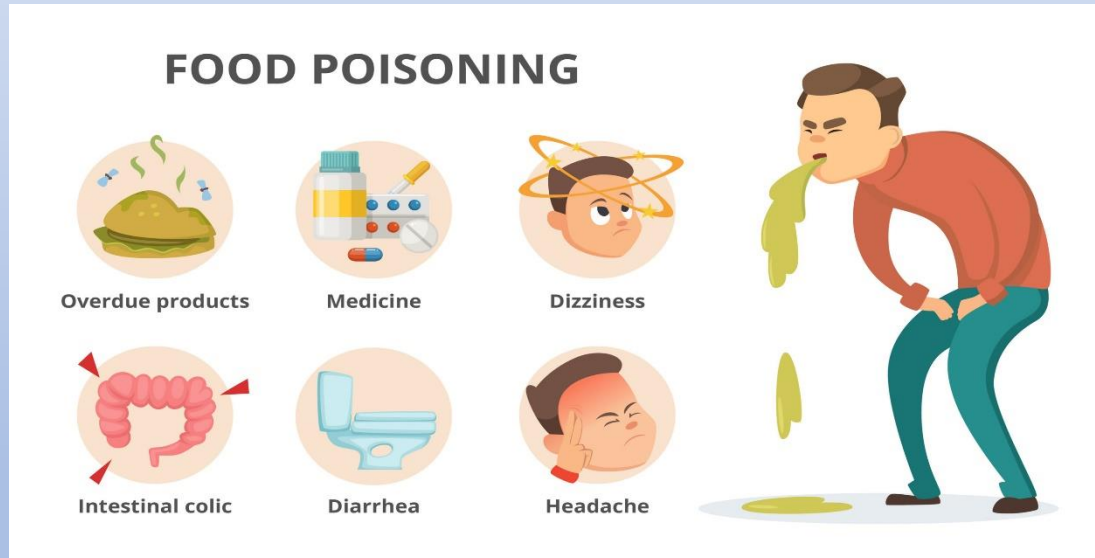 FOOD POISONING
Overdue products
Medicine
Dizziness
Intestinal colic
Diarrhea
Headache